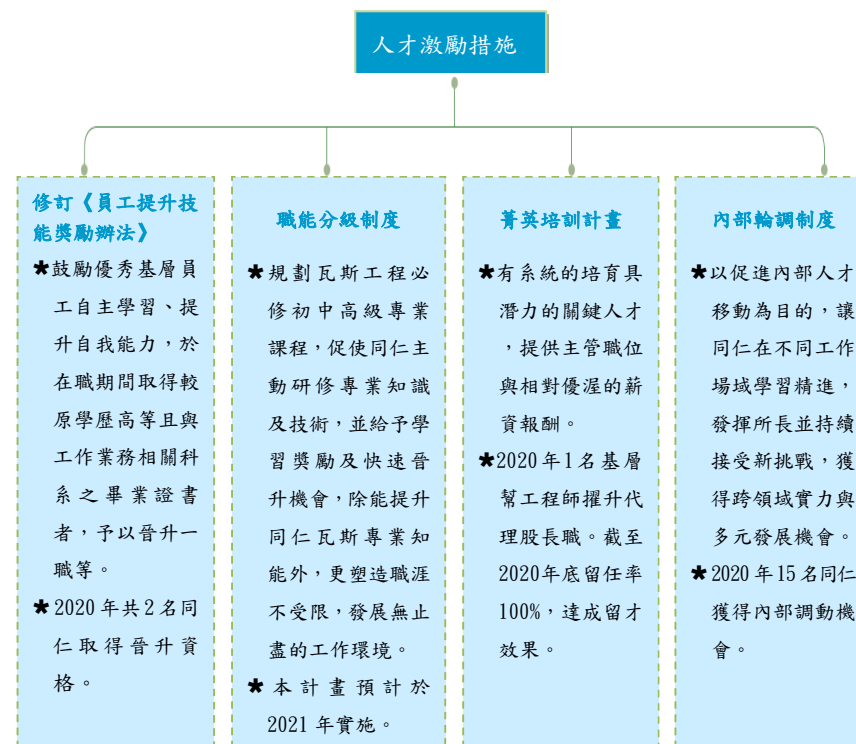 人才激勵措施
修訂《員工提升技
能獎勵辦法》
★鼓勵優秀基層員
工自主學習、提
升自我能力，於
在職期間取得較
原學歷高等且與
工作業務相關科
系之畢業證書
者，予以晉升一
職等。
★2020年共2名同
仁取得晉升資
格。
職能分級制度
★規劃瓦斯工程必
修初中高級專業
課程，促使同仁主
動研修專業知識
及技術，並給予學
習獎勵及快速晉
升機會，除能提升
同仁瓦斯專業知
能外，更塑造職涯
不受限，發展無止
盡的工作環境。
★本計畫預計於
2021 年實施。
菁英培訓計畫
★有系統的培育具
潛力的關鍵人才
，提供主管職位
與相對優渥的薪
資報酬。
★2020年1名基層
幫工程師擢升代
理股長職。截至
2020年底留任率
100%，達成留才
效果。
內部輪調制度
★以促進內部人才
移動為目的，讓
同仁在不同工作
場域學習精進，
發揮所長並持續
接受新挑戰，獲
得跨領域實力與
多元發展機會。
★2020年15名同仁
獲得內部調動機
會。